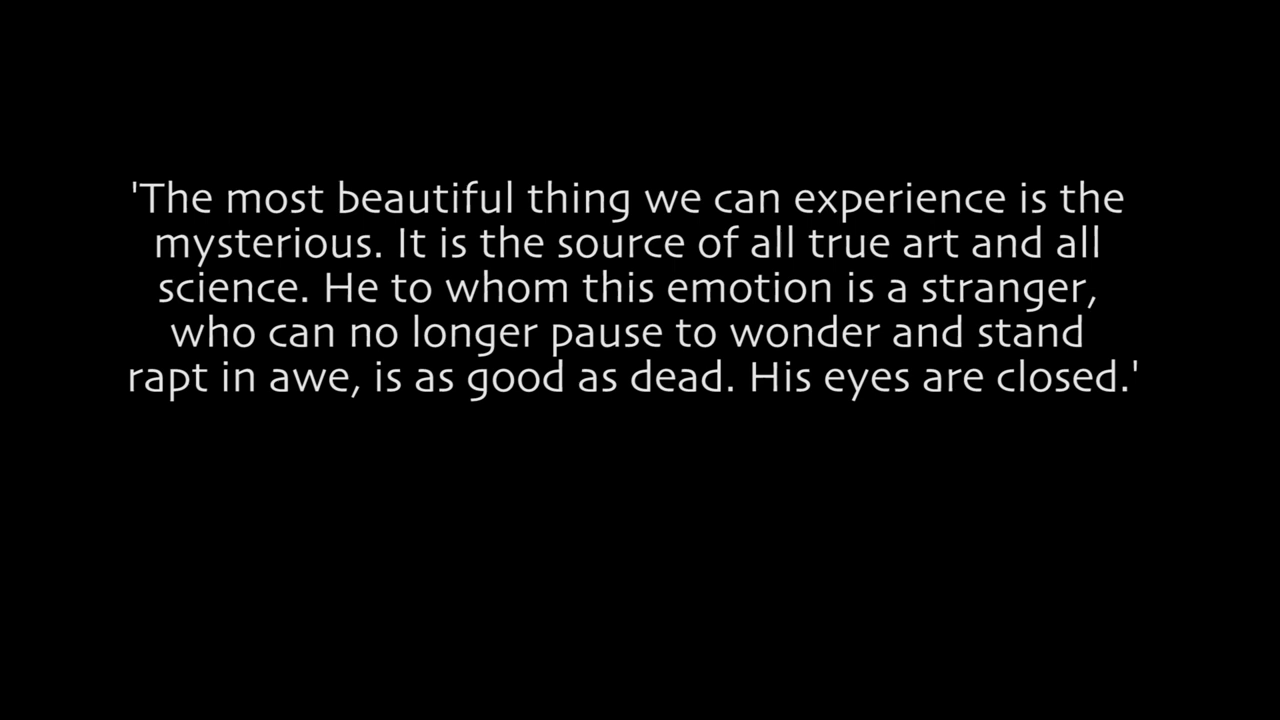 'The most beautiful thing we can experience is the
mysterious. It is the source of all true art and all
science. He to whom this emotion is a stranger,
who can no longer pause to wonder and stand
rapt in awe, is as good as dead. His eyes are closed.'